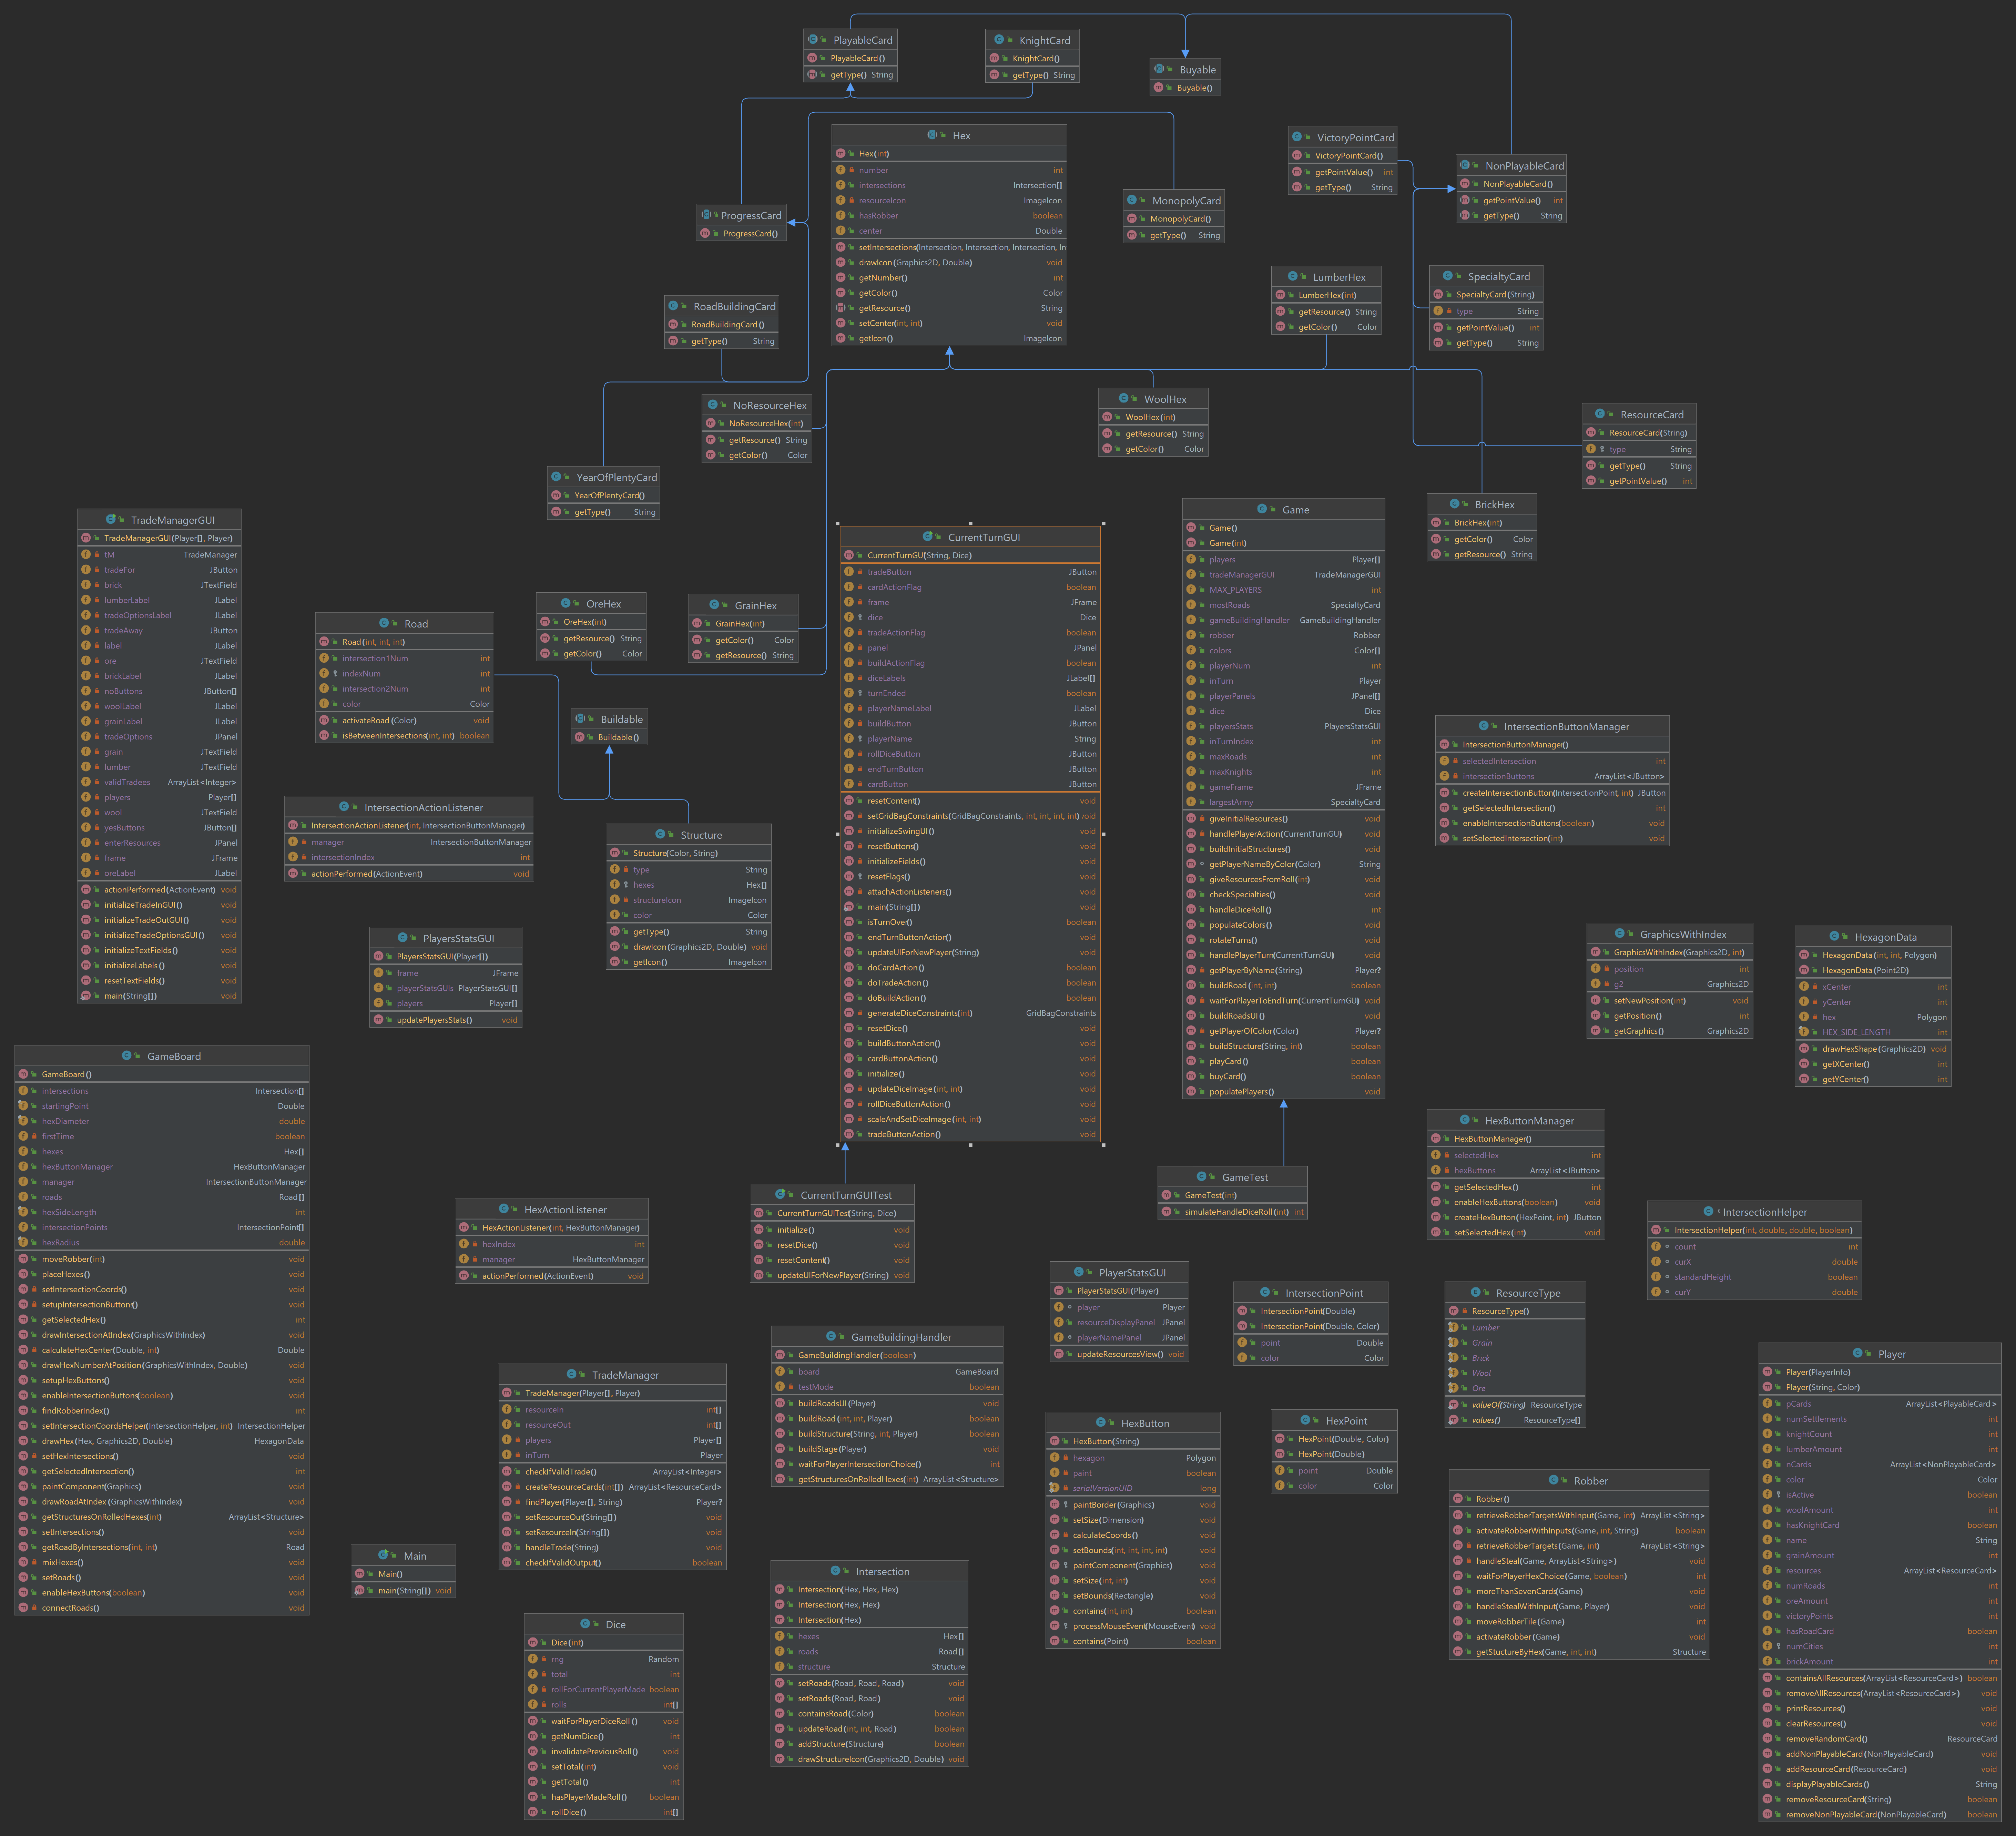 PlayableCard
PlayableCard()
getType() String
KnightCard
KnightCard()
getType() String
Buyable
Buyable()
Hex
Hex(int)
number int
intersections Intersection[]
resourceIcon ImageIcon
hasRobber boolean
center Double
setIntersections(Intersection, Intersection, Intersection, In
drawIcon(Graphics2D, Double) void
getNumber() int
getColor() Color
getResource() String
setCenter(int, int) void
getIcon() ImageIcon
VictoryPointCard
VictoryPointCard()
getPointValue() int
getType() String
NonPlayableCard
NonPlayableCard()
getPointValue() int
getType() String
ProgressCard
ProgressCard()
MonopolyCard
MonopolyCard()
getType() String
LumberHex
LumberHex(int)
getResource() String
getColor() Color
SpecialtyCard
SpecialtyCard(String)
type String
getPointValue() int
getType() String
RoadBuildingCard
RoadBuildingCard()
getType() String
NoResourceHex
NoResourceHex(int)
getResource() String
getColor() Color
WoolHex
WoolHex(int)
getResource() String
getColor() Color
ResourceCard
ResourceCard(String)
type String
getType() String
getPointValue() int
YearOfPlentyCard
YearOfPlentyCard()
getType() String
BrickHex
BrickHex(int)
getColor() Color
getResource() String
TradeManagerGUI
TradeManagerGUI(Player[], Player)
tM TradeManager
tradeFor JButton
brick JTextField
lumberLabel JLabel
tradeOptionsLabel JLabel
tradeAway JButton
label JLabel
ore JTextField
brickLabel JLabel
noButtons JButton[]
woolLabel JLabel
grainLabel JLabel
tradeOptions JPanel
grain JTextField
lumber JTextField
validTradees ArrayList<Integer>
players Player[]
wool JTextField
yesButtons JButton[]
enterResources JPanel
frame JFrame
oreLabel JLabel
actionPerformed(ActionEvent) void
initializeTradeInGUI() void
initializeTradeOutGUI() void
initializeTradeOptionsGUI() void
initializeTextFields() void
initializeLabels() void
resetTextFields() void
main(String[]) void
CurrentTurnGUI
CurrentTurnGUI(String, Dice)
tradeButton JButton
cardActionFlag boolean
frame JFrame
dice Dice
tradeActionFlag boolean
panel JPanel
buildActionFlag boolean
diceLabels JLabel[]
turnEnded boolean
playerNameLabel JLabel
buildButton JButton
playerName String
rollDiceButton JButton
endTurnButton JButton
cardButton JButton
resetContent() void
setGridBagConstraints(GridBagConstraints, int, int, int, int) void
initializeSwingUI() void
resetButtons() void
initializeFields() void
resetFlags() void
attachActionListeners() void
main(String[]) void
isTurnOver() boolean
endTurnButtonAction() void
updateUIForNewPlayer(String) void
doCardAction() boolean
doTradeAction() boolean
doBuildAction() boolean
generateDiceConstraints(int) GridBagConstraints
resetDice() void
buildButtonAction() void
cardButtonAction() void
initialize() void
updateDiceImage(int, int) void
rollDiceButtonAction() void
scaleAndSetDiceImage(int, int) void
tradeButtonAction() void
Game
Game()
Game(int)
players Player[]
tradeManagerGUI TradeManagerGUI
MAX_PLAYERS int
mostRoads SpecialtyCard
gameBuildingHandler GameBuildingHandler
robber Robber
colors Color[]
playerNum int
inTurn Player
playerPanels JPanel[]
dice Dice
playersStats PlayersStatsGUI
inTurnIndex int
maxRoads int
maxKnights int
gameFrame JFrame
largestArmy SpecialtyCard
giveInitialResources() void
handlePlayerAction(CurrentTurnGUI) void
buildInitialStructures() void
getPlayerNameByColor(Color) String
giveResourcesFromRoll(int) void
checkSpecialties() void
handleDiceRoll() int
populateColors() void
rotateTurns() void
handlePlayerTurn(CurrentTurnGUI) void
getPlayerByName(String) Player?
buildRoad(int, int) boolean
waitForPlayerToEndTurn(CurrentTurnGUI) void
buildRoadsUI() void
getPlayerOfColor(Color) Player?
buildStructure(String, int) boolean
playCard() boolean
buyCard() boolean
populatePlayers() void
OreHex
OreHex(int)
getResource() String
getColor() Color
GrainHex
GrainHex(int)
getColor() Color
getResource() String
Road
Road(int, int, int)
intersection1Num int
indexNum int
intersection2Num int
color Color
activateRoad(Color) void
isBetweenIntersections(int, int) boolean
Buildable
Buildable()
IntersectionButtonManager
IntersectionButtonManager()
selectedIntersection int
intersectionButtons ArrayList<JButton>
createIntersectionButton(IntersectionPoint, int) JButton
getSelectedIntersection() int
enableIntersectionButtons(boolean) void
setSelectedIntersection(int) void
IntersectionActionListener
IntersectionActionListener(int, IntersectionButtonManager)
manager IntersectionButtonManager
intersectionIndex int
actionPerformed(ActionEvent) void
Structure
Structure(Color, String)
type String
hexes Hex[]
structureIcon ImageIcon
color Color
getType() String
drawIcon(Graphics2D, Double) void
getIcon() ImageIcon
PlayersStatsGUI
PlayersStatsGUI(Player[])
frame JFrame
playerStatsGUIs PlayerStatsGUI[]
players Player[]
updatePlayersStats() void
GraphicsWithIndex
GraphicsWithIndex(Graphics2D, int)
position int
g2 Graphics2D
setNewPosition(int) void
getPosition() int
getGraphics() Graphics2D
HexagonData
HexagonData(int, int, Polygon)
HexagonData(Point2D)
xCenter int
yCenter int
hex Polygon
HEX_SIDE_LENGTH int
drawHexShape(Graphics2D) void
getXCenter() int
getYCenter() int
GameBoard
GameBoard()
intersections Intersection[]
startingPoint Double
hexDiameter double
firstTime boolean
hexes Hex[]
hexButtonManager HexButtonManager
manager IntersectionButtonManager
roads Road[]
hexSideLength int
intersectionPoints IntersectionPoint[]
hexRadius double
moveRobber(int) void
placeHexes() void
setIntersectionCoords() void
setupIntersectionButtons() void
getSelectedHex() int
drawIntersectionAtIndex(GraphicsWithIndex) void
calculateHexCenter(Double, int) Double
drawHexNumberAtPosition(GraphicsWithIndex, Double) void
setupHexButtons() void
enableIntersectionButtons(boolean) void
findRobberIndex() int
setIntersectionCoordsHelper(IntersectionHelper, int) IntersectionHelper
drawHex(Hex, Graphics2D, Double) HexagonData
setHexIntersections() void
getSelectedIntersection() int
paintComponent(Graphics) void
drawRoadAtIndex(GraphicsWithIndex) void
getStructuresOnRolledHexes(int) ArrayList<Structure>
setIntersections() void
getRoadByIntersections(int, int) Road
mixHexes() void
setRoads() void
enableHexButtons(boolean) void
connectRoads() void
HexButtonManager
HexButtonManager()
selectedHex int
hexButtons ArrayList<JButton>
getSelectedHex() int
enableHexButtons(boolean) void
createHexButton(HexPoint, int) JButton
setSelectedHex(int) void
GameTest
GameTest(int)
simulateHandleDiceRoll(int) int
CurrentTurnGUITest
CurrentTurnGUITest(String, Dice)
initialize() void
resetDice() void
resetContent() void
updateUIForNewPlayer(String) void
HexActionListener
HexActionListener(int, HexButtonManager)
hexIndex int
manager HexButtonManager
actionPerformed(ActionEvent) void
IntersectionHelper
IntersectionHelper(int, double, double, boolean)
count int
curX double
standardHeight boolean
curY double
PlayerStatsGUI
PlayerStatsGUI(Player)
player Player
resourceDisplayPanel JPanel
playerNamePanel JPanel
updateResourcesView() void
IntersectionPoint
IntersectionPoint(Double)
IntersectionPoint(Double, Color)
point Double
color Color
ResourceType
ResourceType()
Lumber
Grain
Brick
Wool
Ore
valueOf(String) ResourceType
values() ResourceType[]
GameBuildingHandler
GameBuildingHandler(boolean)
board GameBoard
testMode boolean
buildRoadsUI(Player) void
buildRoad(int, int, Player) boolean
buildStructure(String, int, Player) boolean
buildStage(Player) void
waitForPlayerIntersectionChoice() int
getStructuresOnRolledHexes(int) ArrayList<Structure>
Player
Player(PlayerInfo)
Player(String, Color)
pCards ArrayList<PlayableCard>
numSettlements int
knightCount int
lumberAmount int
nCards ArrayList<NonPlayableCard>
color Color
isActive boolean
woolAmount int
hasKnightCard boolean
name String
grainAmount int
resources ArrayList<ResourceCard>
numRoads int
oreAmount int
victoryPoints int
hasRoadCard boolean
numCities int
brickAmount int
containsAllResources(ArrayList<ResourceCard>) boolean
removeAllResources(ArrayList<ResourceCard>) void
printResources() void
clearResources() void
removeRandomCard() ResourceCard
addNonPlayableCard(NonPlayableCard) void
addResourceCard(ResourceCard) void
displayPlayableCards() String
removeResourceCard(String) boolean
removeNonPlayableCard(NonPlayableCard) boolean
TradeManager
TradeManager(Player[], Player)
resourceIn int[]
resourceOut int[]
players Player[]
inTurn Player
checkIfValidTrade() ArrayList<Integer>
createResourceCards(int[]) ArrayList<ResourceCard>
findPlayer(Player[], String) Player?
setResourceOut(String[]) void
setResourceIn(String[]) void
handleTrade(String) void
checkIfValidOutput() boolean
HexButton
HexButton(String)
hexagon Polygon
paint boolean
serialVersionUID long
paintBorder(Graphics) void
setSize(Dimension) void
calculateCoords() void
setBounds(int, int, int, int) void
paintComponent(Graphics) void
setSize(int, int) void
setBounds(Rectangle) void
contains(int, int) boolean
processMouseEvent(MouseEvent) void
contains(Point) boolean
HexPoint
HexPoint(Double, Color)
HexPoint(Double)
point Double
color Color
Robber
Robber()
retrieveRobberTargetsWithInput(Game, int) ArrayList<String>
activateRobberWithInputs(Game, int, String) boolean
retrieveRobberTargets(Game, int) ArrayList<String>
handleSteal(Game, ArrayList<String>) void
waitForPlayerHexChoice(Game, boolean) int
moreThanSevenCards(Game) void
handleStealWithInput(Game, Player) void
moveRobberTile(Game) int
activateRobber(Game) void
getStuctureByHex(Game, int, int) Structure
Main
Main()
main(String[]) void
Intersection
Intersection(Hex, Hex, Hex)
Intersection(Hex, Hex)
Intersection(Hex)
hexes Hex[]
roads Road[]
structure Structure
setRoads(Road, Road, Road) void
setRoads(Road, Road) void
containsRoad(Color) boolean
updateRoad(int, int, Road) boolean
addStructure(Structure) boolean
drawStructureIcon(Graphics2D, Double) void
Dice
Dice(int)
rng Random
total int
rollForCurrentPlayerMade boolean
rolls int[]
waitForPlayerDiceRoll() void
getNumDice() int
invalidatePreviousRoll() void
setTotal(int) void
getTotal() int
hasPlayerMadeRoll() boolean
rollDice() int[]